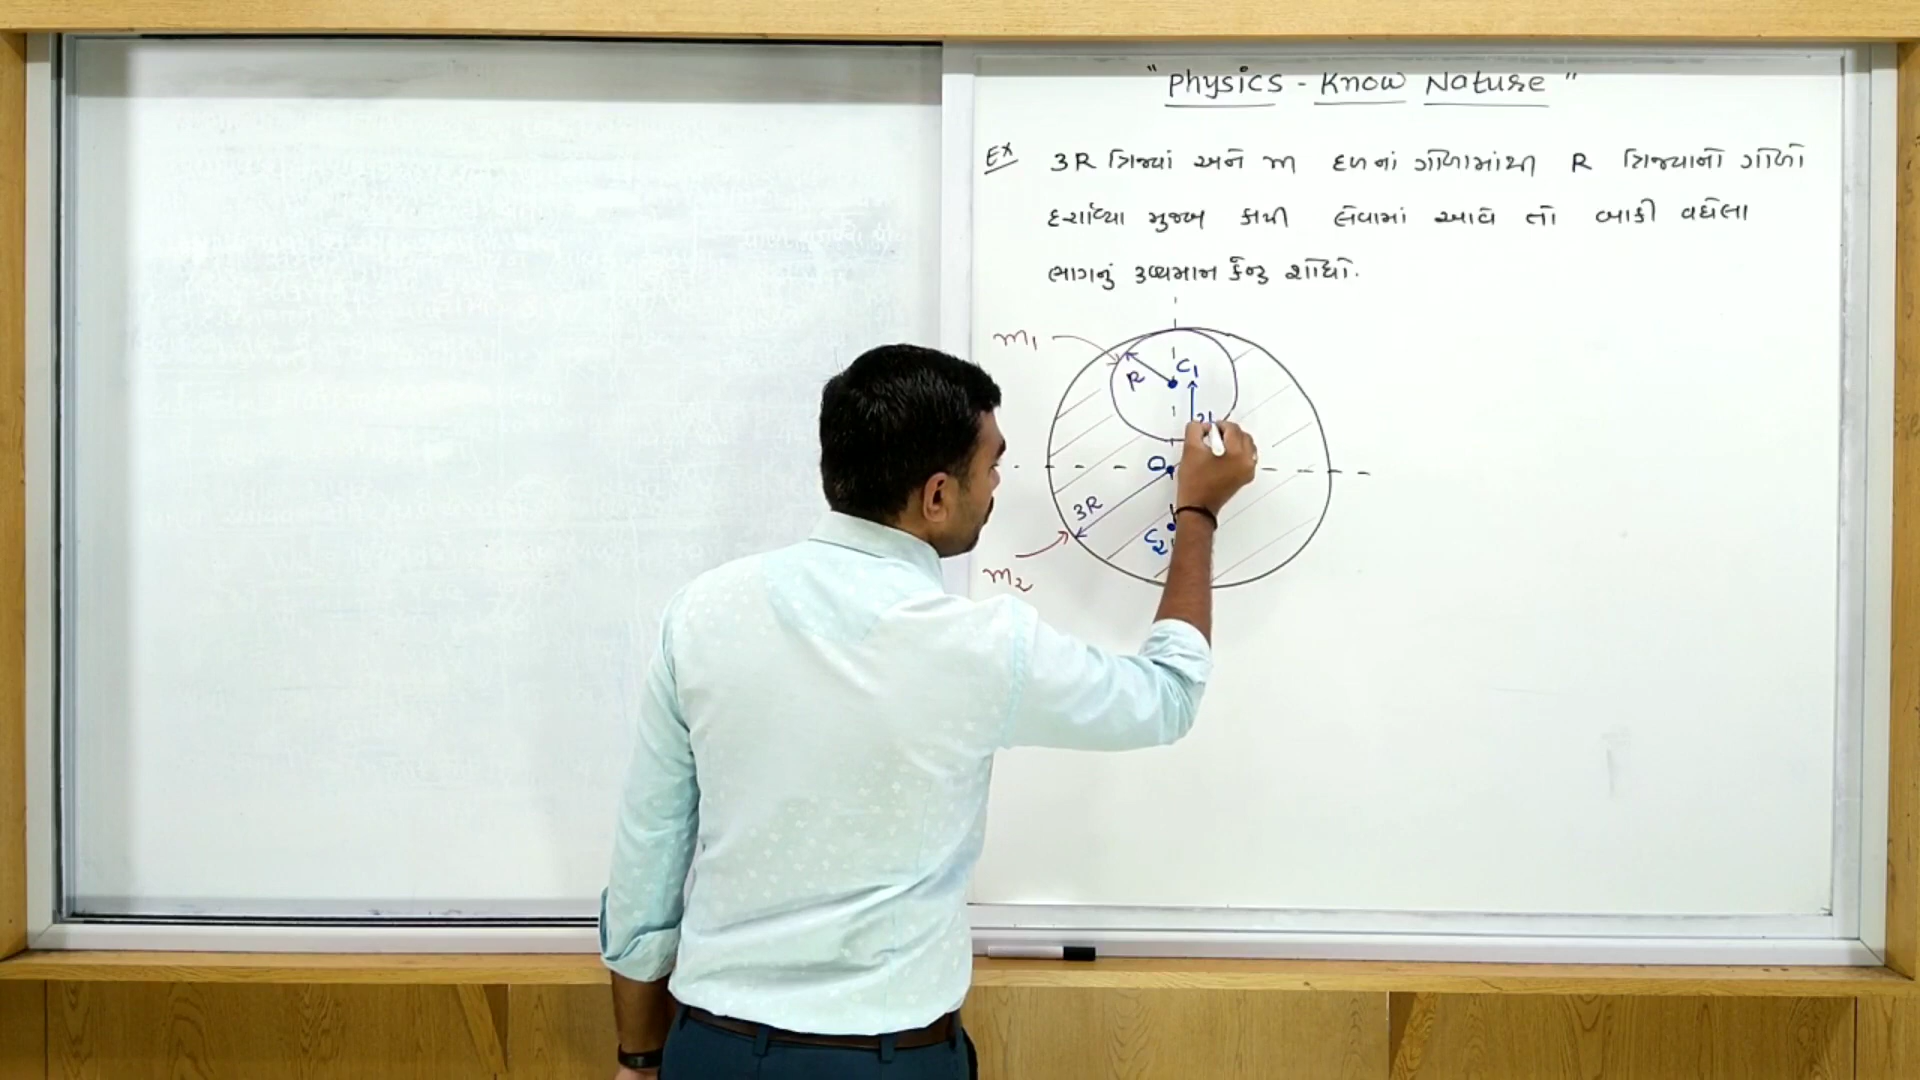 "Physics - Know Nature"
Ex 3R ત્રિજ્યાં અને m દળનાં ગોળામાંથી R ત્રિજ્યાનો ગોળો
દર્શાવ્યા મુજબ કાપી લેવામાં આવે તો બાકી વધેલા
ભાગનું દ્રવ્યમાન કેન્દ્ર શોધો.
m₁
C₁
R
O
3R
C₂
m₂